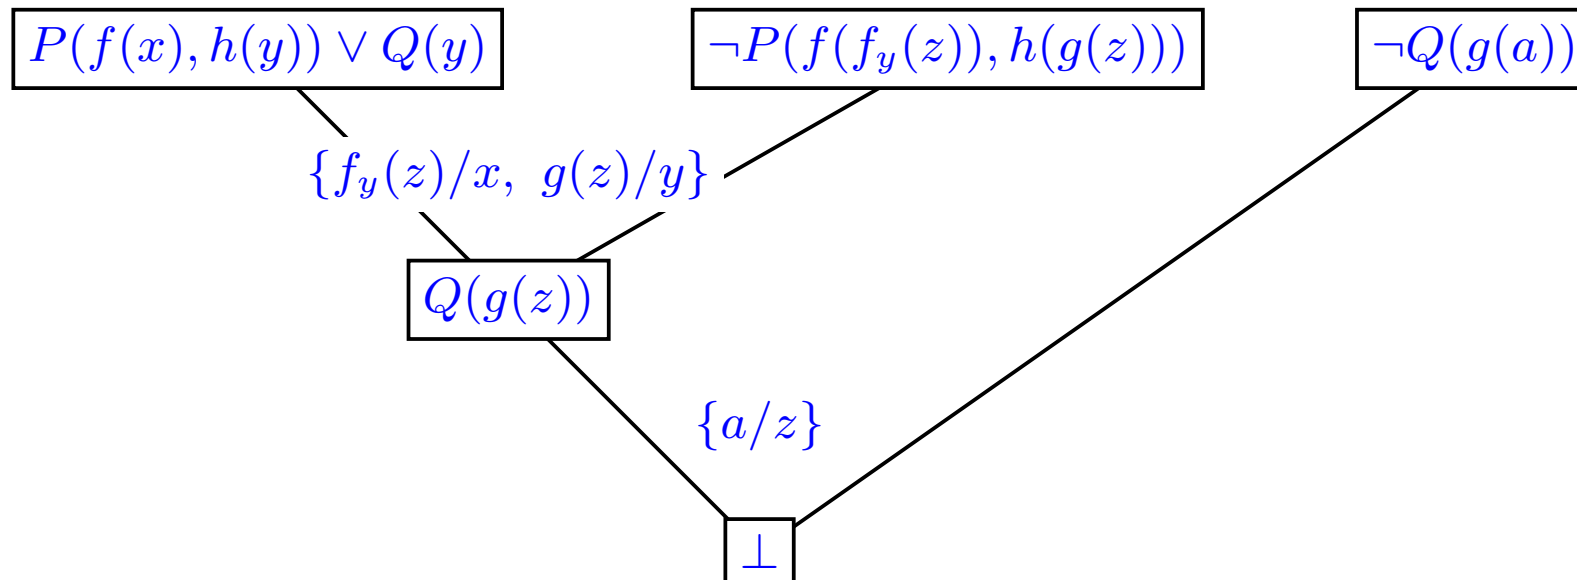 P(f(x), h(y)) ∨ Q(y)
¬P(f(f_y(z)), h(g(z)))
¬Q(g(a))
{f_y(z)/x, g(z)/y}
Q(g(z))
{a/z}
⊥